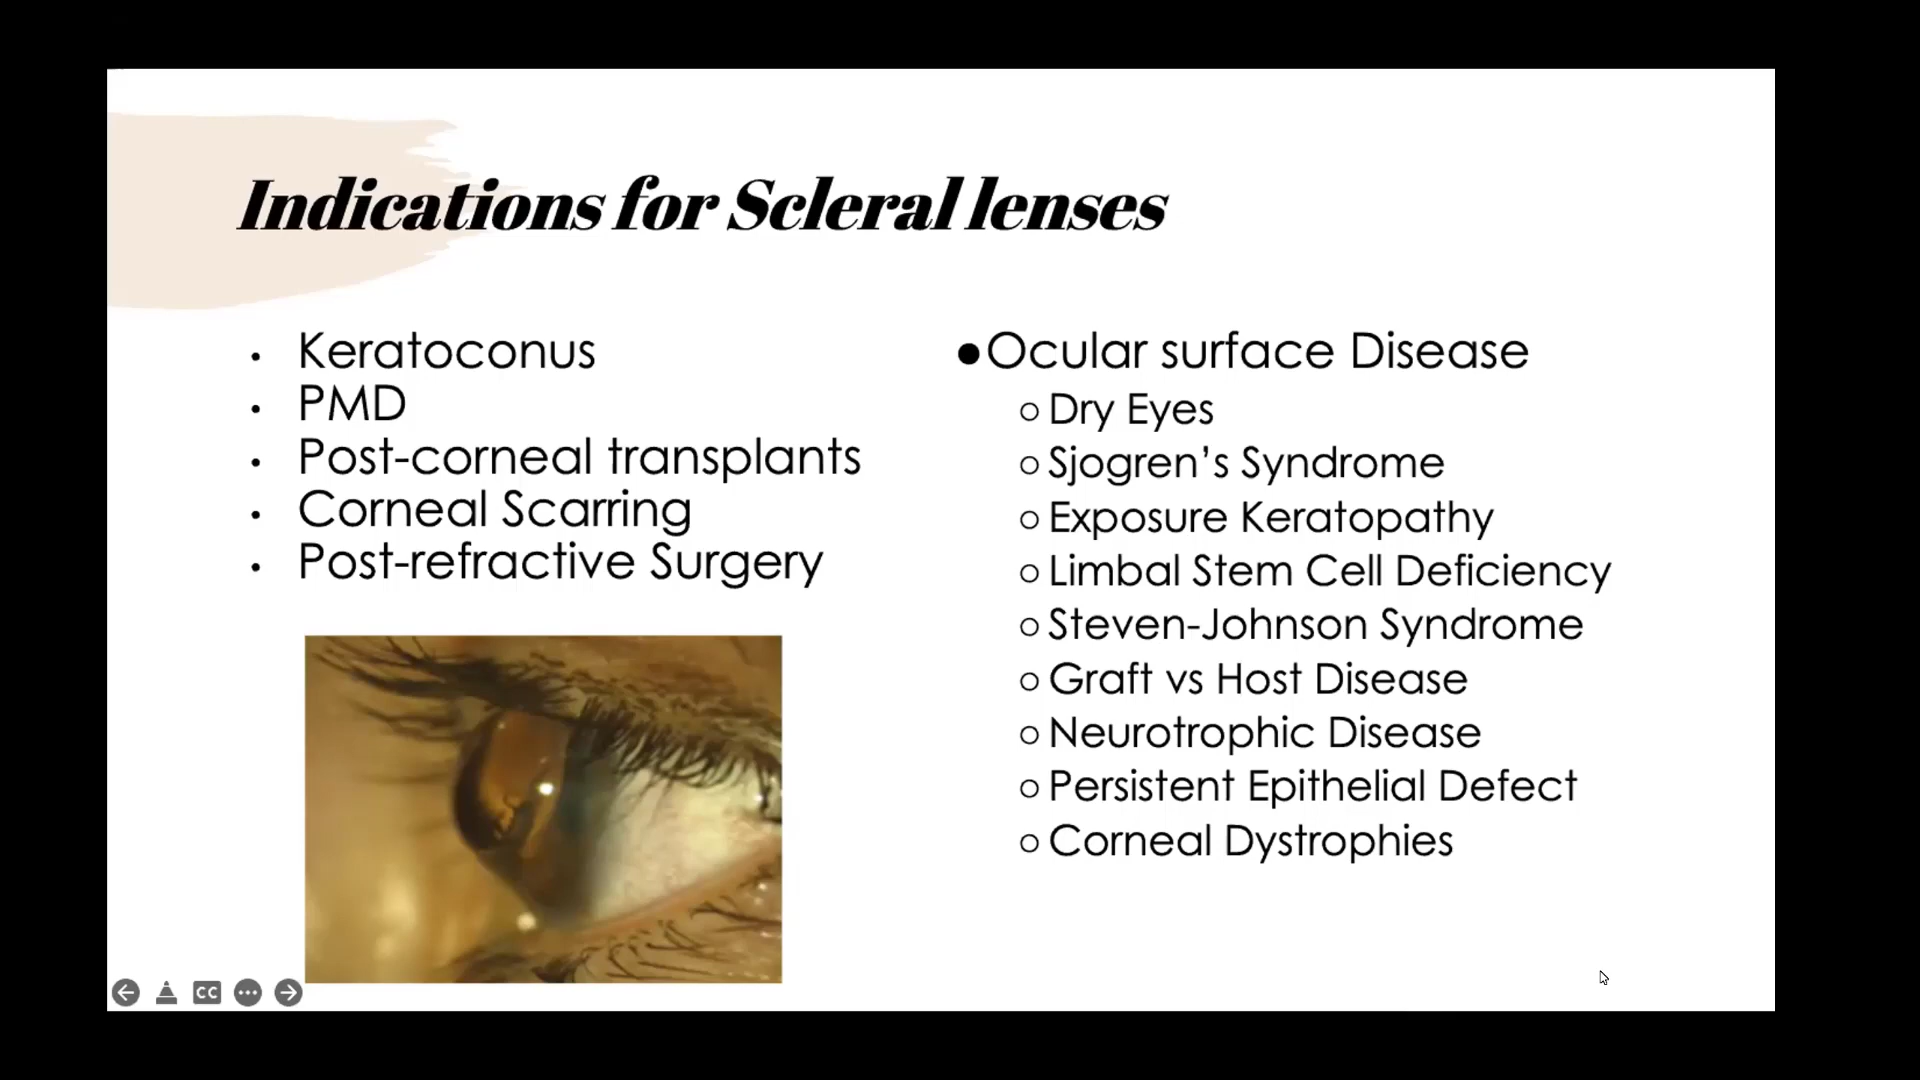 Indications for Scleral lenses
• Keratoconus
• PMD
• Post-corneal transplants
• Corneal Scarring
• Post-refractive Surgery
●Ocular surface Disease
○Dry Eyes
○Sjogren’s Syndrome
○Exposure Keratopathy
○Limbal Stem Cell Deficiency
○Steven-Johnson Syndrome
○Graft vs Host Disease
○Neurotrophic Disease
○Persistent Epithelial Defect
○Corneal Dystrophies
CC